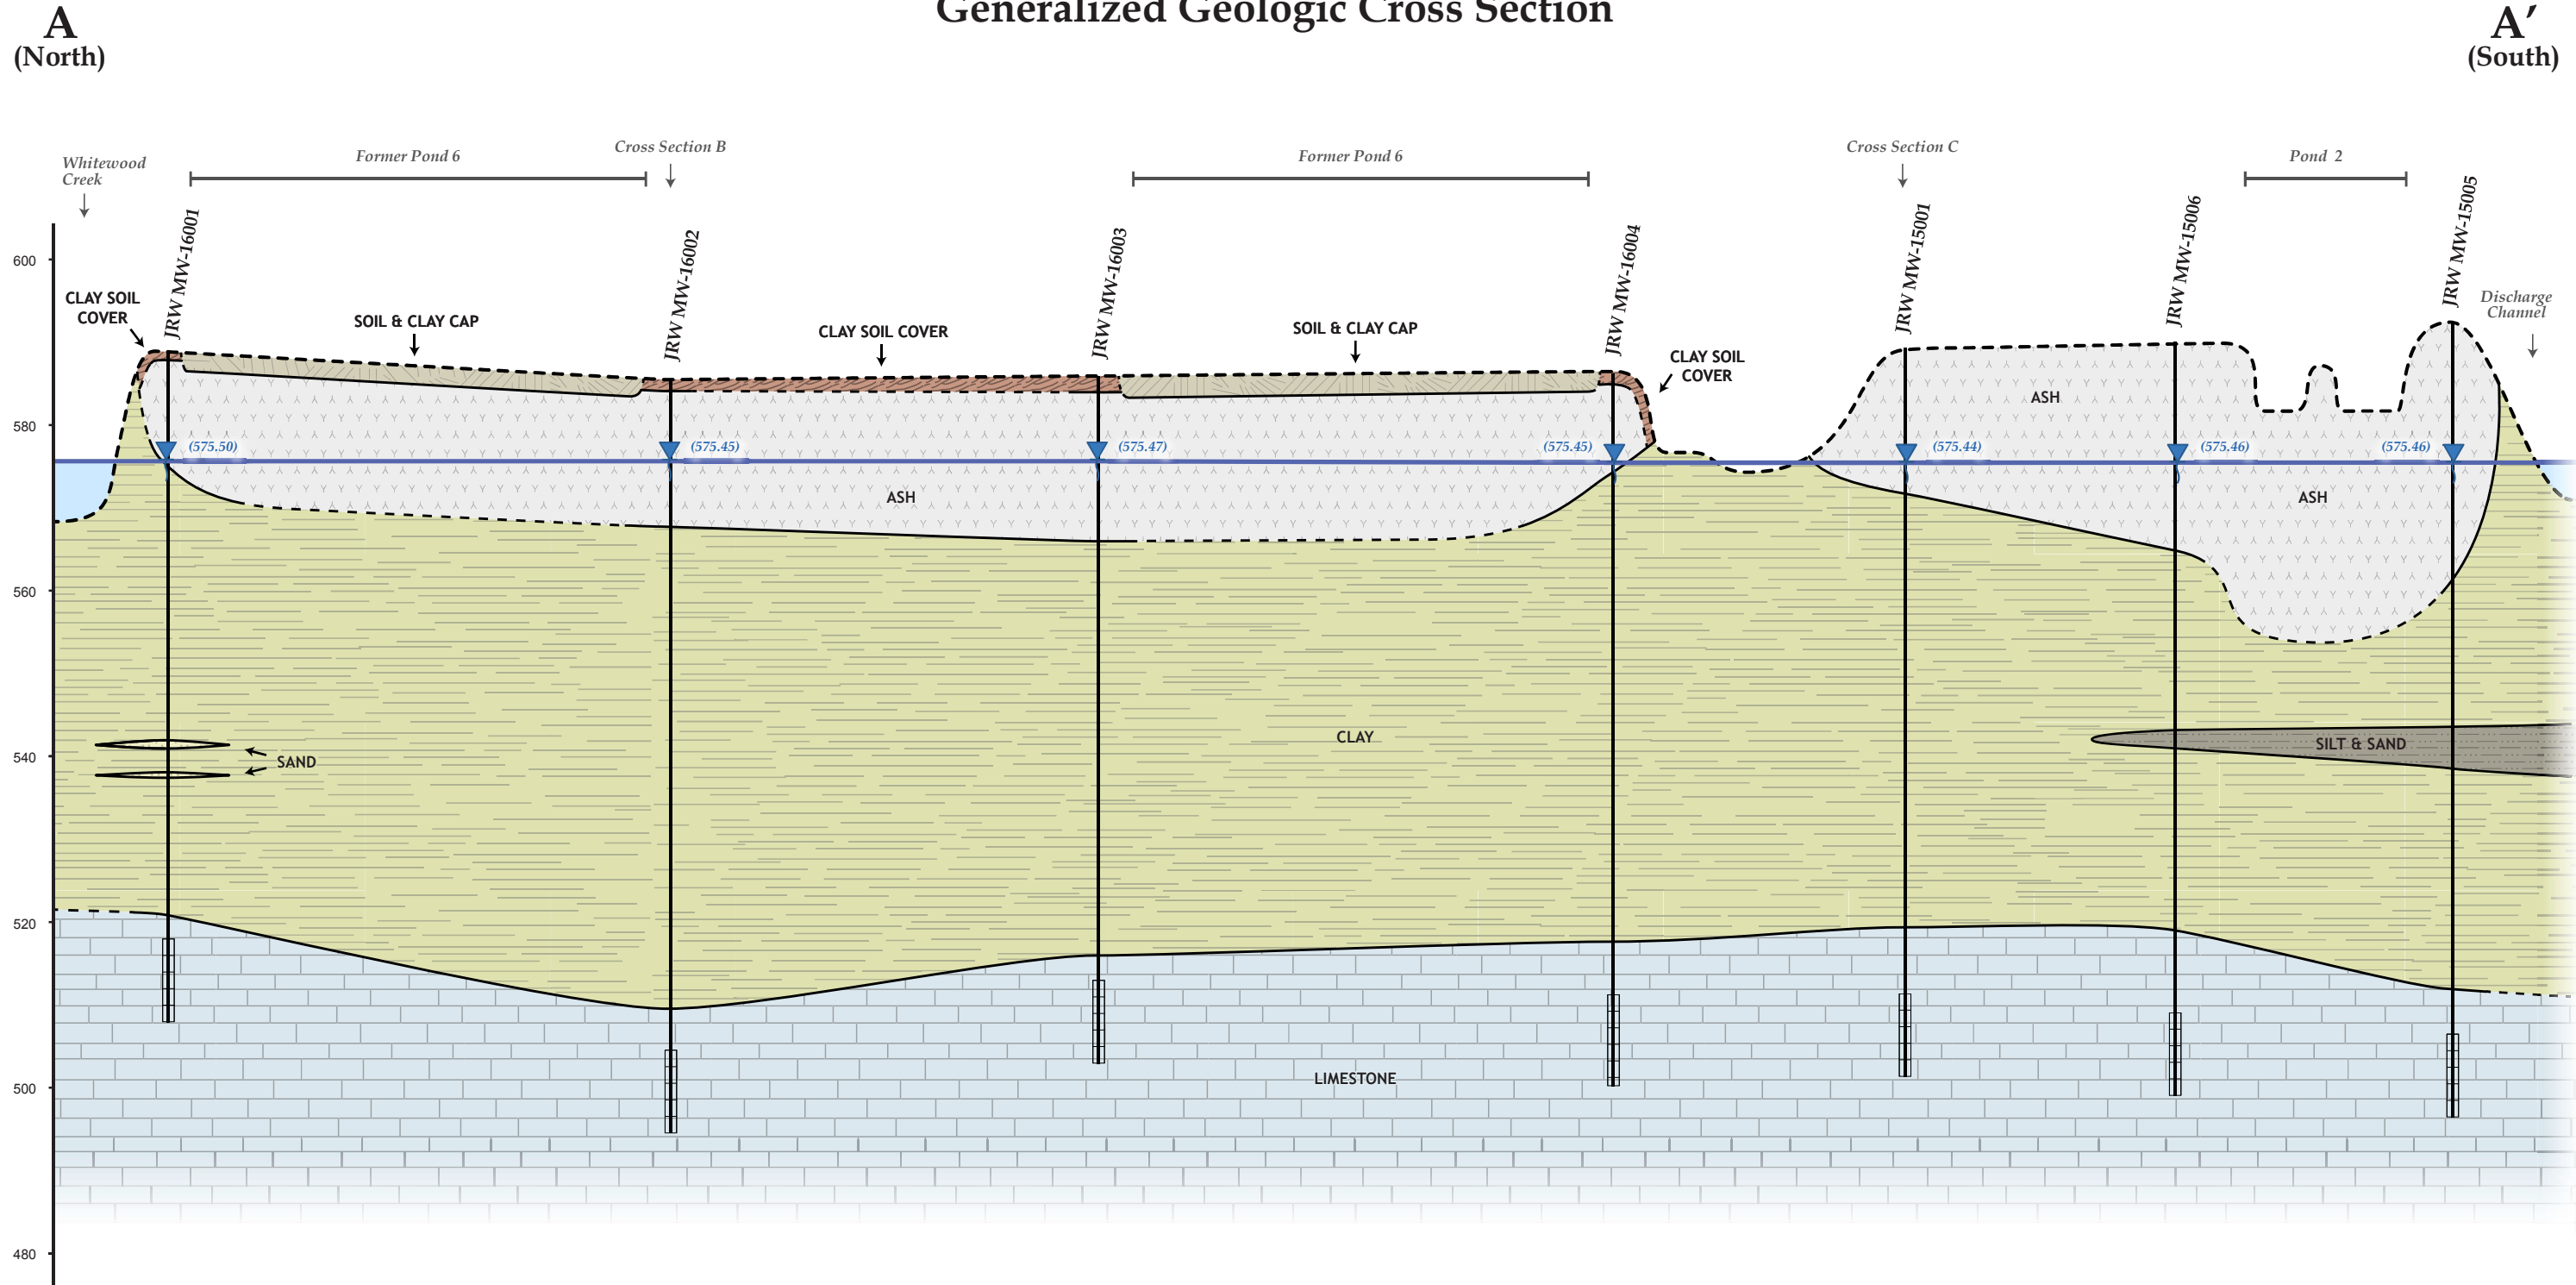 Generalized Geologic Cross Section
A
(North)
A′
(South)
Whitewood
Creek
Former Pond 6
Cross Section B
Former Pond 6
Cross Section C
Pond 2
Discharge
Channel
JRW MW-16001
JRW MW-16002
JRW MW-16003
JRW MW-16004
JRW MW-15001
JRW MW-15006
JRW MW-15005
CLAY SOIL
COVER
SOIL & CLAY CAP
CLAY SOIL COVER
SOIL & CLAY CAP
CLAY SOIL
COVER
600
580
560
540
520
500
480
(575.50)
(575.45)
(575.47)
(575.45)
(575.44)
(575.46)
(575.46)
ASH
ASH
ASH
SAND
CLAY
SILT & SAND
LIMESTONE